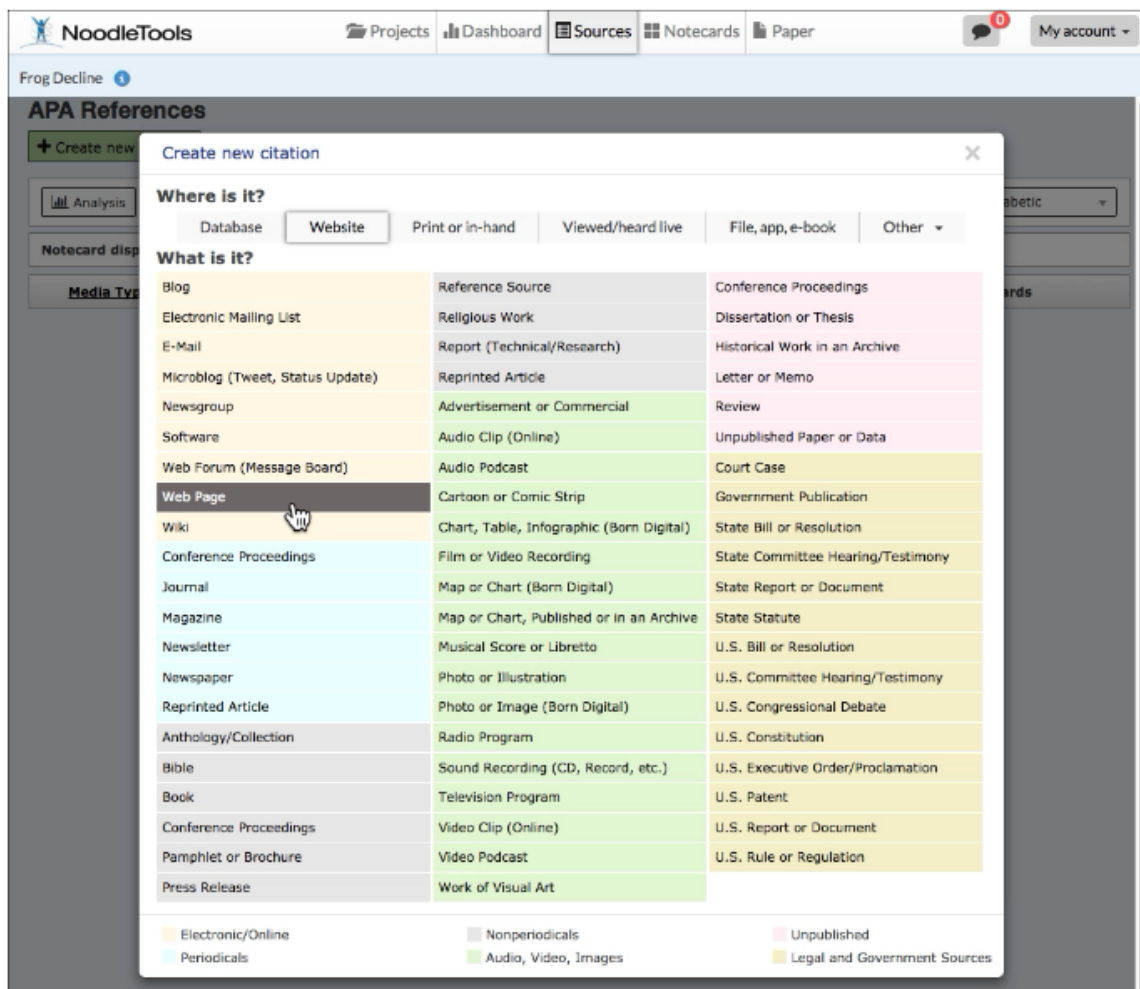 NoodleTools
Projects Dashboard Sources Notecards Paper
0
My account
Frog Decline
APA References
Create new
Create new citation
Analysis
abetic
Where is it?
Database Website Print or in-hand Viewed/heard live File, app, e-book Other
Notecard disp
What is it?
Media Typ
ards
Blog
Electronic Mailing List
E-Mail
Microblog (Tweet, Status Update)
Newsgroup
Software
Web Forum (Message Board)
Web Page
Wiki
Conference Proceedings
Journal
Magazine
Newsletter
Newspaper
Reprinted Article
Anthology/Collection
Bible
Book
Conference Proceedings
Pamphlet or Brochure
Press Release
Reference Source
Religious Work
Report (Technical/Research)
Reprinted Article
Advertisement or Commercial
Audio Clip (Online)
Audio Podcast
Cartoon or Comic Strip
Chart, Table, Infographic (Born Digital)
Film or Video Recording
Map or Chart (Born Digital)
Map or Chart, Published or in an Archive
Musical Score or Libretto
Photo or Illustration
Photo or Image (Born Digital)
Radio Program
Sound Recording (CD, Record, etc.)
Television Program
Video Clip (Online)
Video Podcast
Work of Visual Art
Conference Proceedings
Dissertation or Thesis
Historical Work in an Archive
Letter or Memo
Review
Unpublished Paper or Data
Court Case
Government Publication
State Bill or Resolution
State Committee Hearing/Testimony
State Report or Document
State Statute
U.S. Bill or Resolution
U.S. Committee Hearing/Testimony
U.S. Congressional Debate
U.S. Constitution
U.S. Executive Order/Proclamation
U.S. Patent
U.S. Report or Document
U.S. Rule or Regulation
Electronic/Online
Periodicals
Nonperiodicals
Audio, Video, Images
Unpublished
Legal and Government Sources